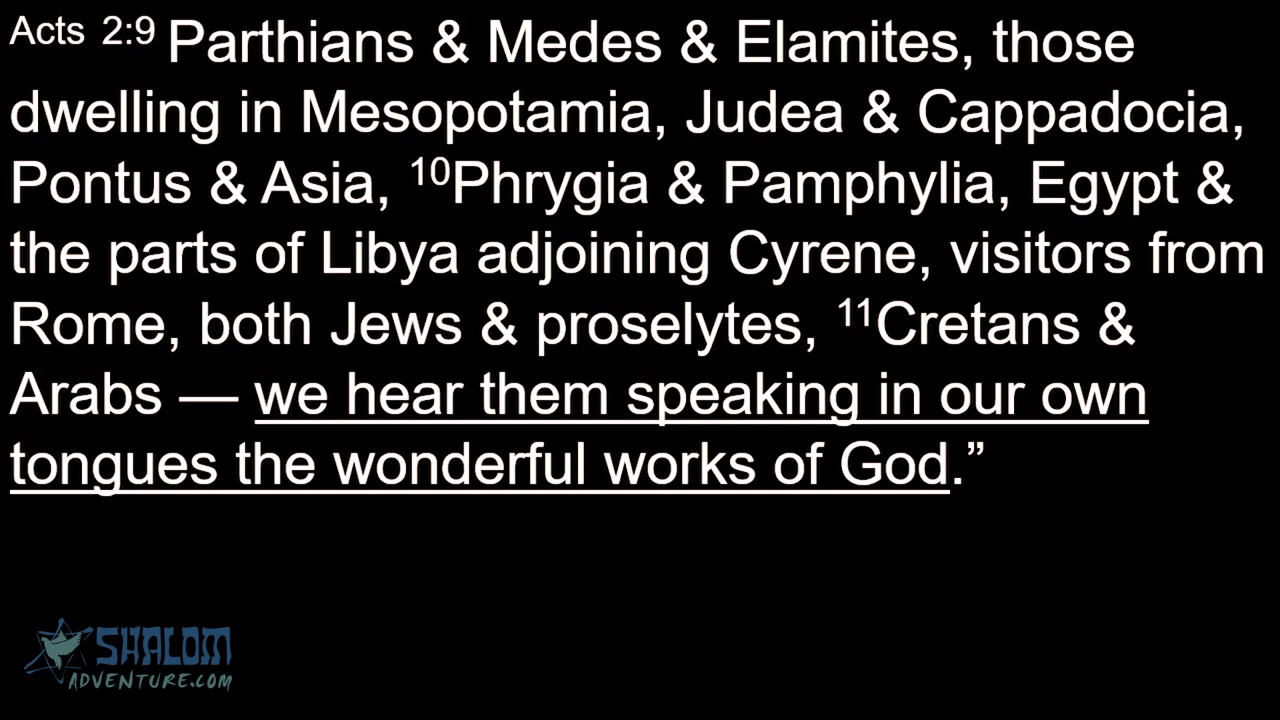 Acts 2:9 Parthians & Medes & Elamites, those
dwelling in Mesopotamia, Judea & Cappadocia,
Pontus & Asia, 10Phrygia & Pamphylia, Egypt &
the parts of Libya adjoining Cyrene, visitors from
Rome, both Jews & proselytes, 11Cretans &
Arabs — we hear them speaking in our own
tongues the wonderful works of God.”
SHALOM
ADVENTURE.COM